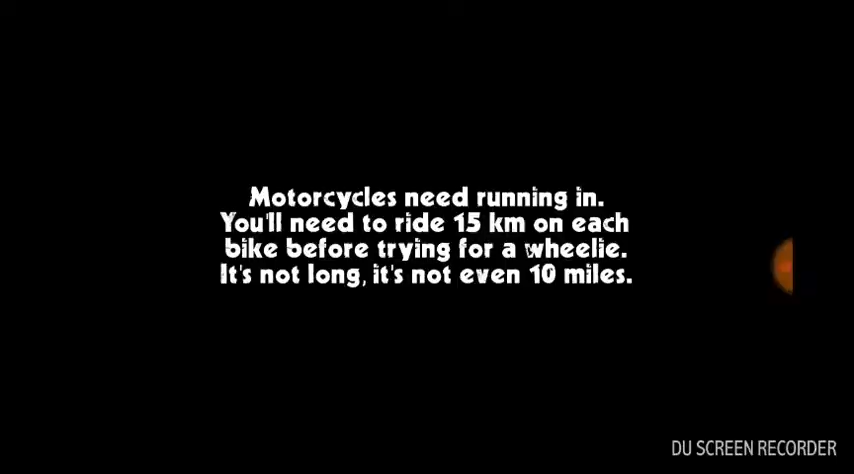 Motorcycles need running in.
You'll need to ride 15 km on each
bike before trying for a wheelie.
It's not long, it's not even 10 miles.
DU SCREEN RECORDER